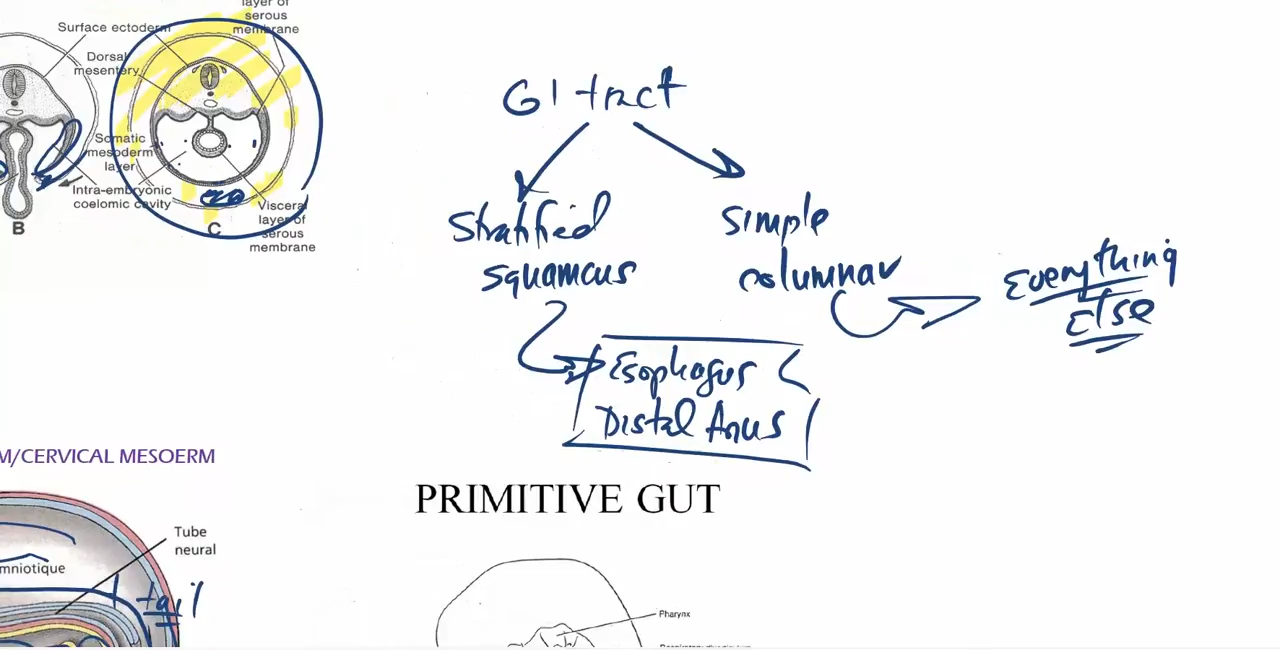 layer of
serous
membrane
Surface ectoderm
Dorsal
mesentery
Somatic
mesoderm
layer
Intra-embryonic
coelomic cavity
Visceral
layer of
serous
membrane
B
C
GI tract
Stratified
squamous
simple
columnar
Everything
Else
Esophagus
Distal Anus
M/CERVICAL MESOERM
PRIMITIVE GUT
Tube
neural
mniotique
tail
Pharynx